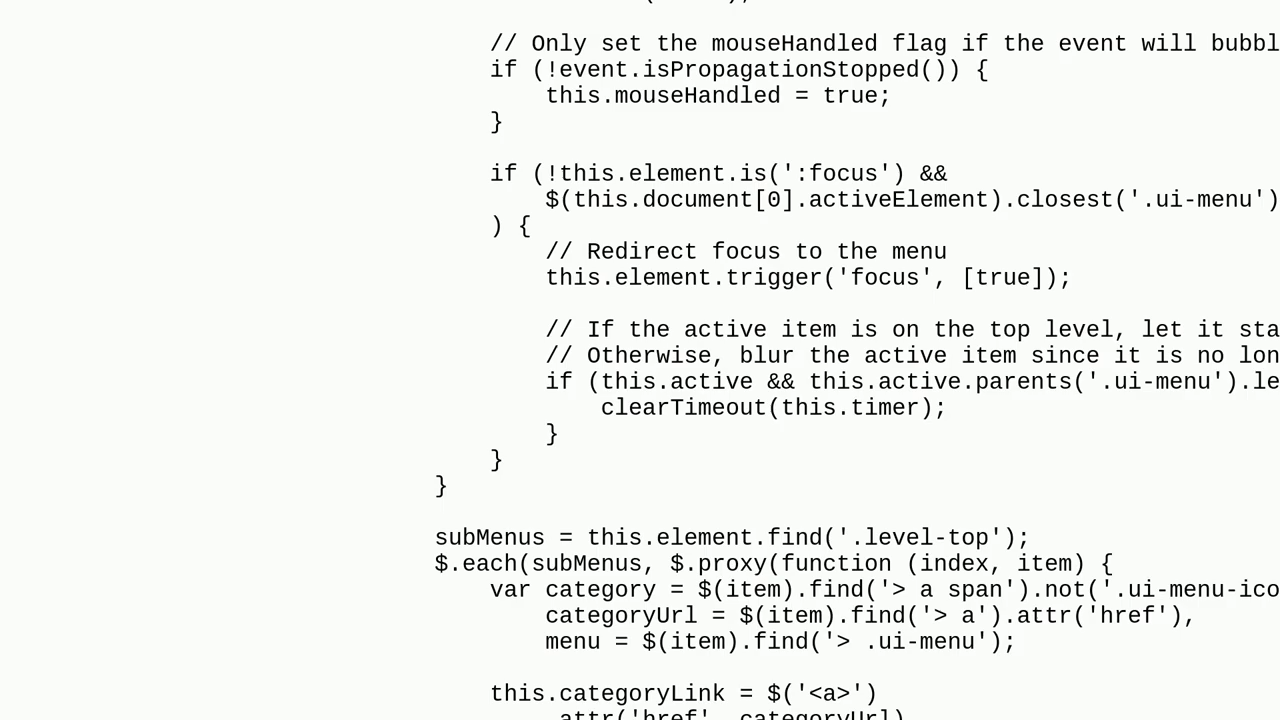 // Only set the mouseHandled flag if the event will bubbl
if (!event.isPropagationStopped()) {
this.mouseHandled = true;
}
if (!this.element.is(':focus') &&
$(this.document[0].activeElement).closest('.ui-menu')
) {
// Redirect focus to the menu
this.element.trigger('focus', [true]);
// If the active item is on the top level, let it sta
// Otherwise, blur the active item since it is no lon
if (this.active && this.active.parents('.ui-menu').le
clearTimeout(this.timer);
}
}
}
subMenus = this.element.find('.level-top');
$.each(subMenus, $.proxy(function (index, item) {
var category = $(item).find('> a span').not('.ui-menu-ico
categoryUrl = $(item).find('> a').attr('href'),
menu = $(item).find('> .ui-menu');
this.categoryLink = $('<a>')
.attr('href', categoryUrl)